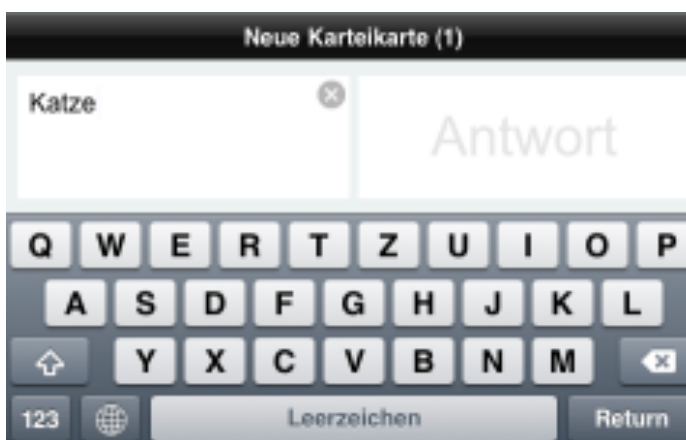 Neue Karteikarte (1)
Katze
Antwort
Q W E R T Z U I O P
A S D F G H J K L
Y X C V B N M
123 Leerzeichen Return